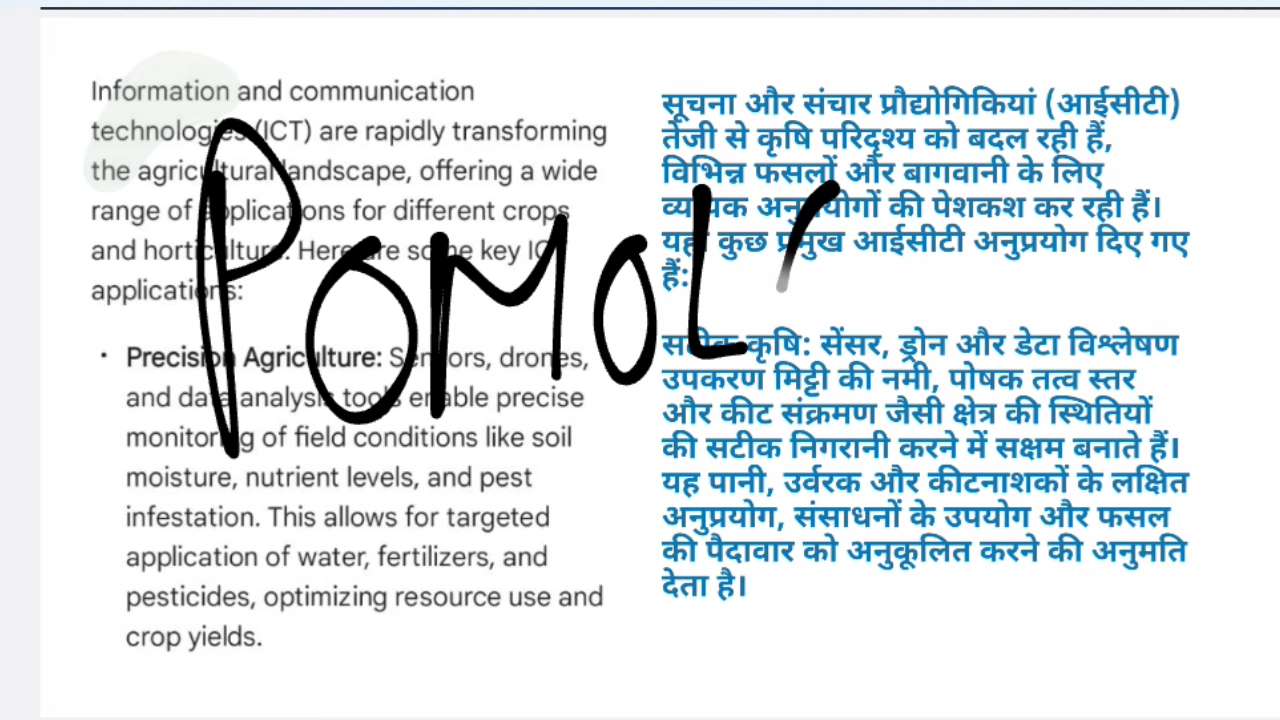 Information and communication
technologies (ICT) are rapidly transforming
the agricultural landscape, offering a wide
range of applications for different crops
and horticulture. Here are some key ICT
applications:
• Precision Agriculture: Sensors, drones,
and data analysis tools enable precise
monitoring of field conditions like soil
moisture, nutrient levels, and pest
infestation. This allows for targeted
application of water, fertilizers, and
pesticides, optimizing resource use and
crop yields.
सूचना और संचार प्रौद्योगिकियां (आईसीटी)
तेजी से कृषि परिदृश्य को बदल रही हैं,
विभिन्न फसलों और बागवानी के लिए
व्यापक अनुप्रयोगों की पेशकश कर रही हैं।
यहां कुछ प्रमुख आईसीटी अनुप्रयोग दिए गए
हैं:
सटीक कृषि: सेंसर, ड्रोन और डेटा विश्लेषण
उपकरण मिट्टी की नमी, पोषक तत्व स्तर
और कीट संक्रमण जैसी क्षेत्र की स्थितियों
की सटीक निगरानी करने में सक्षम बनाते हैं।
यह पानी, उर्वरक और कीटनाशकों के लक्षित
अनुप्रयोग, संसाधनों के उपयोग और फसल
की पैदावार को अनुकूलित करने की अनुमति
देता है।
POMOL